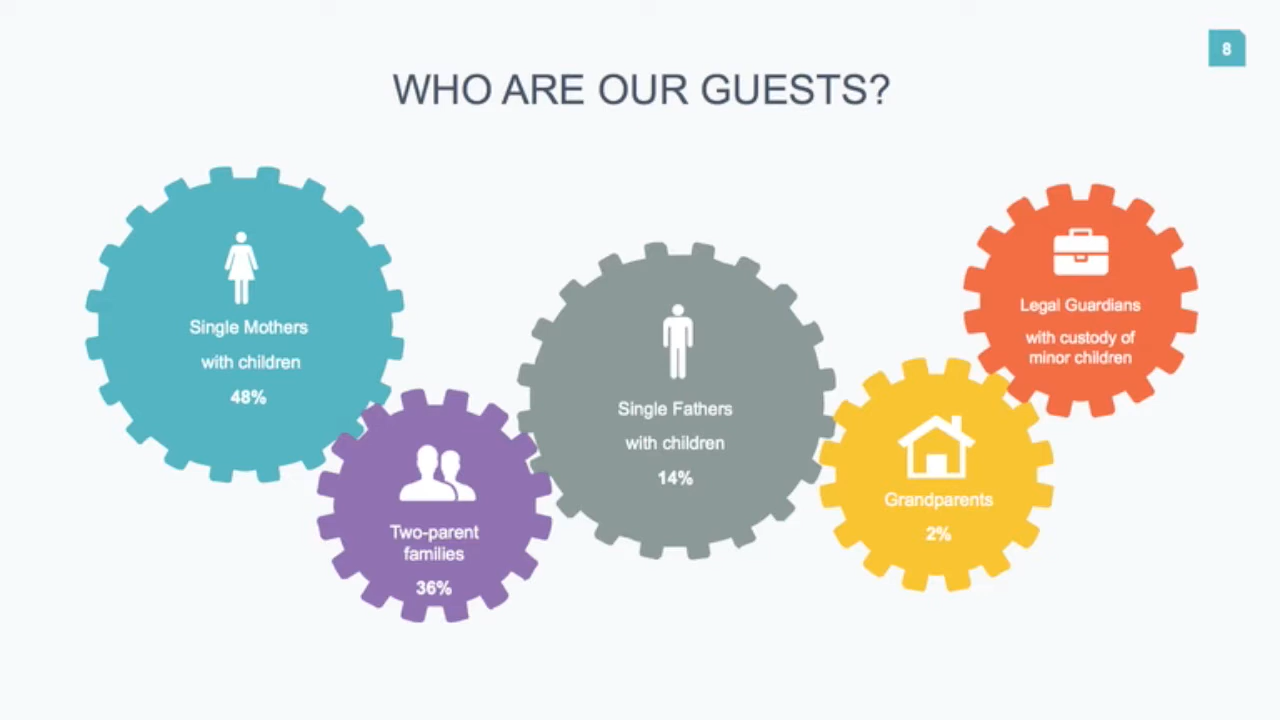 8
WHO ARE OUR GUESTS?
Single Mothers
with children
48%
Two-parent
families
36%
Single Fathers
with children
14%
Grandparents
2%
Legal Guardians
with custody of
minor children